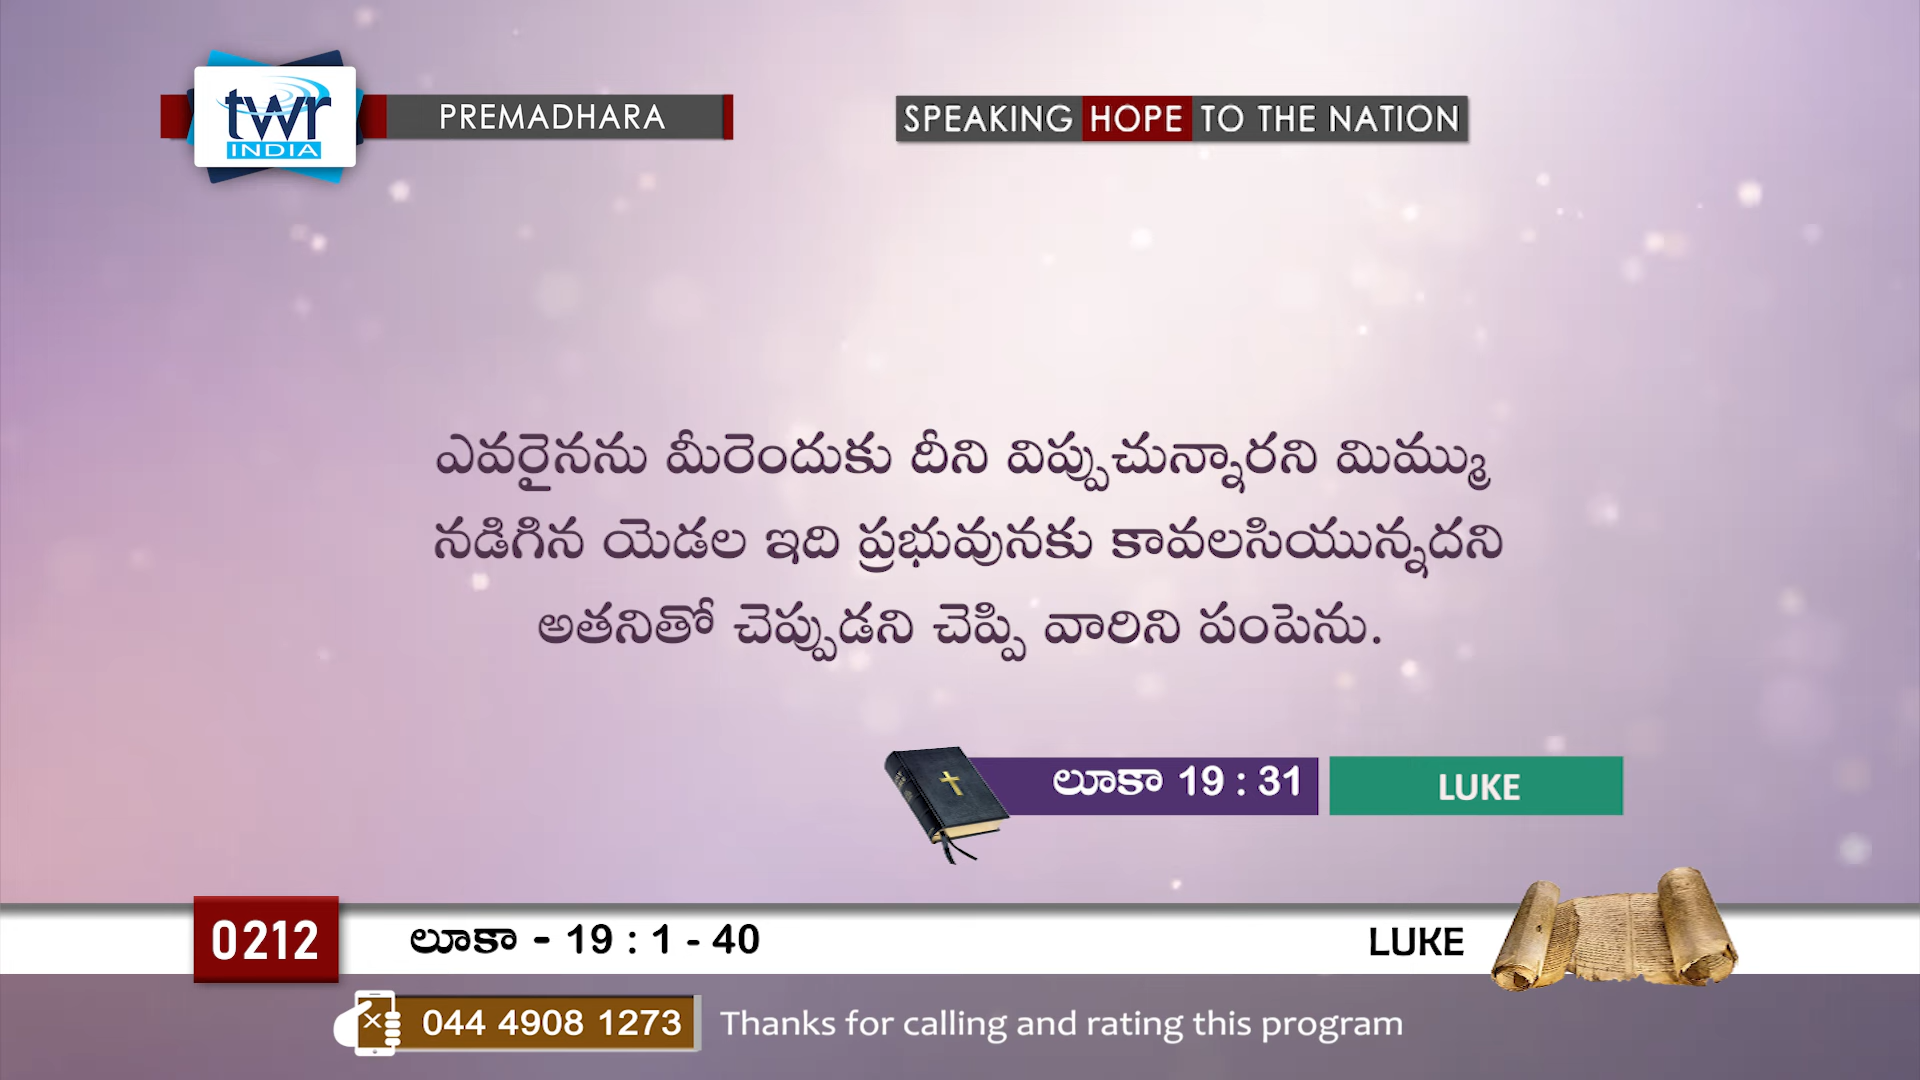 twr
INDIA
PREMADHARA
SPEAKING HOPE TO THE NATION
ఎవరైనను మీరెందుకు దీని విప్పుచున్నారని మిమ్ము
నడిగిన యెడల ఇది ప్రభువునకు కావలసియున్నదని
అతనితో చెప్పుడని చెప్పి వారిని పంపెను.
లూకా 19 : 31
LUKE
0212
లూకా - 19 : 1 - 40
LUKE
044 4908 1273
Thanks for calling and rating this program